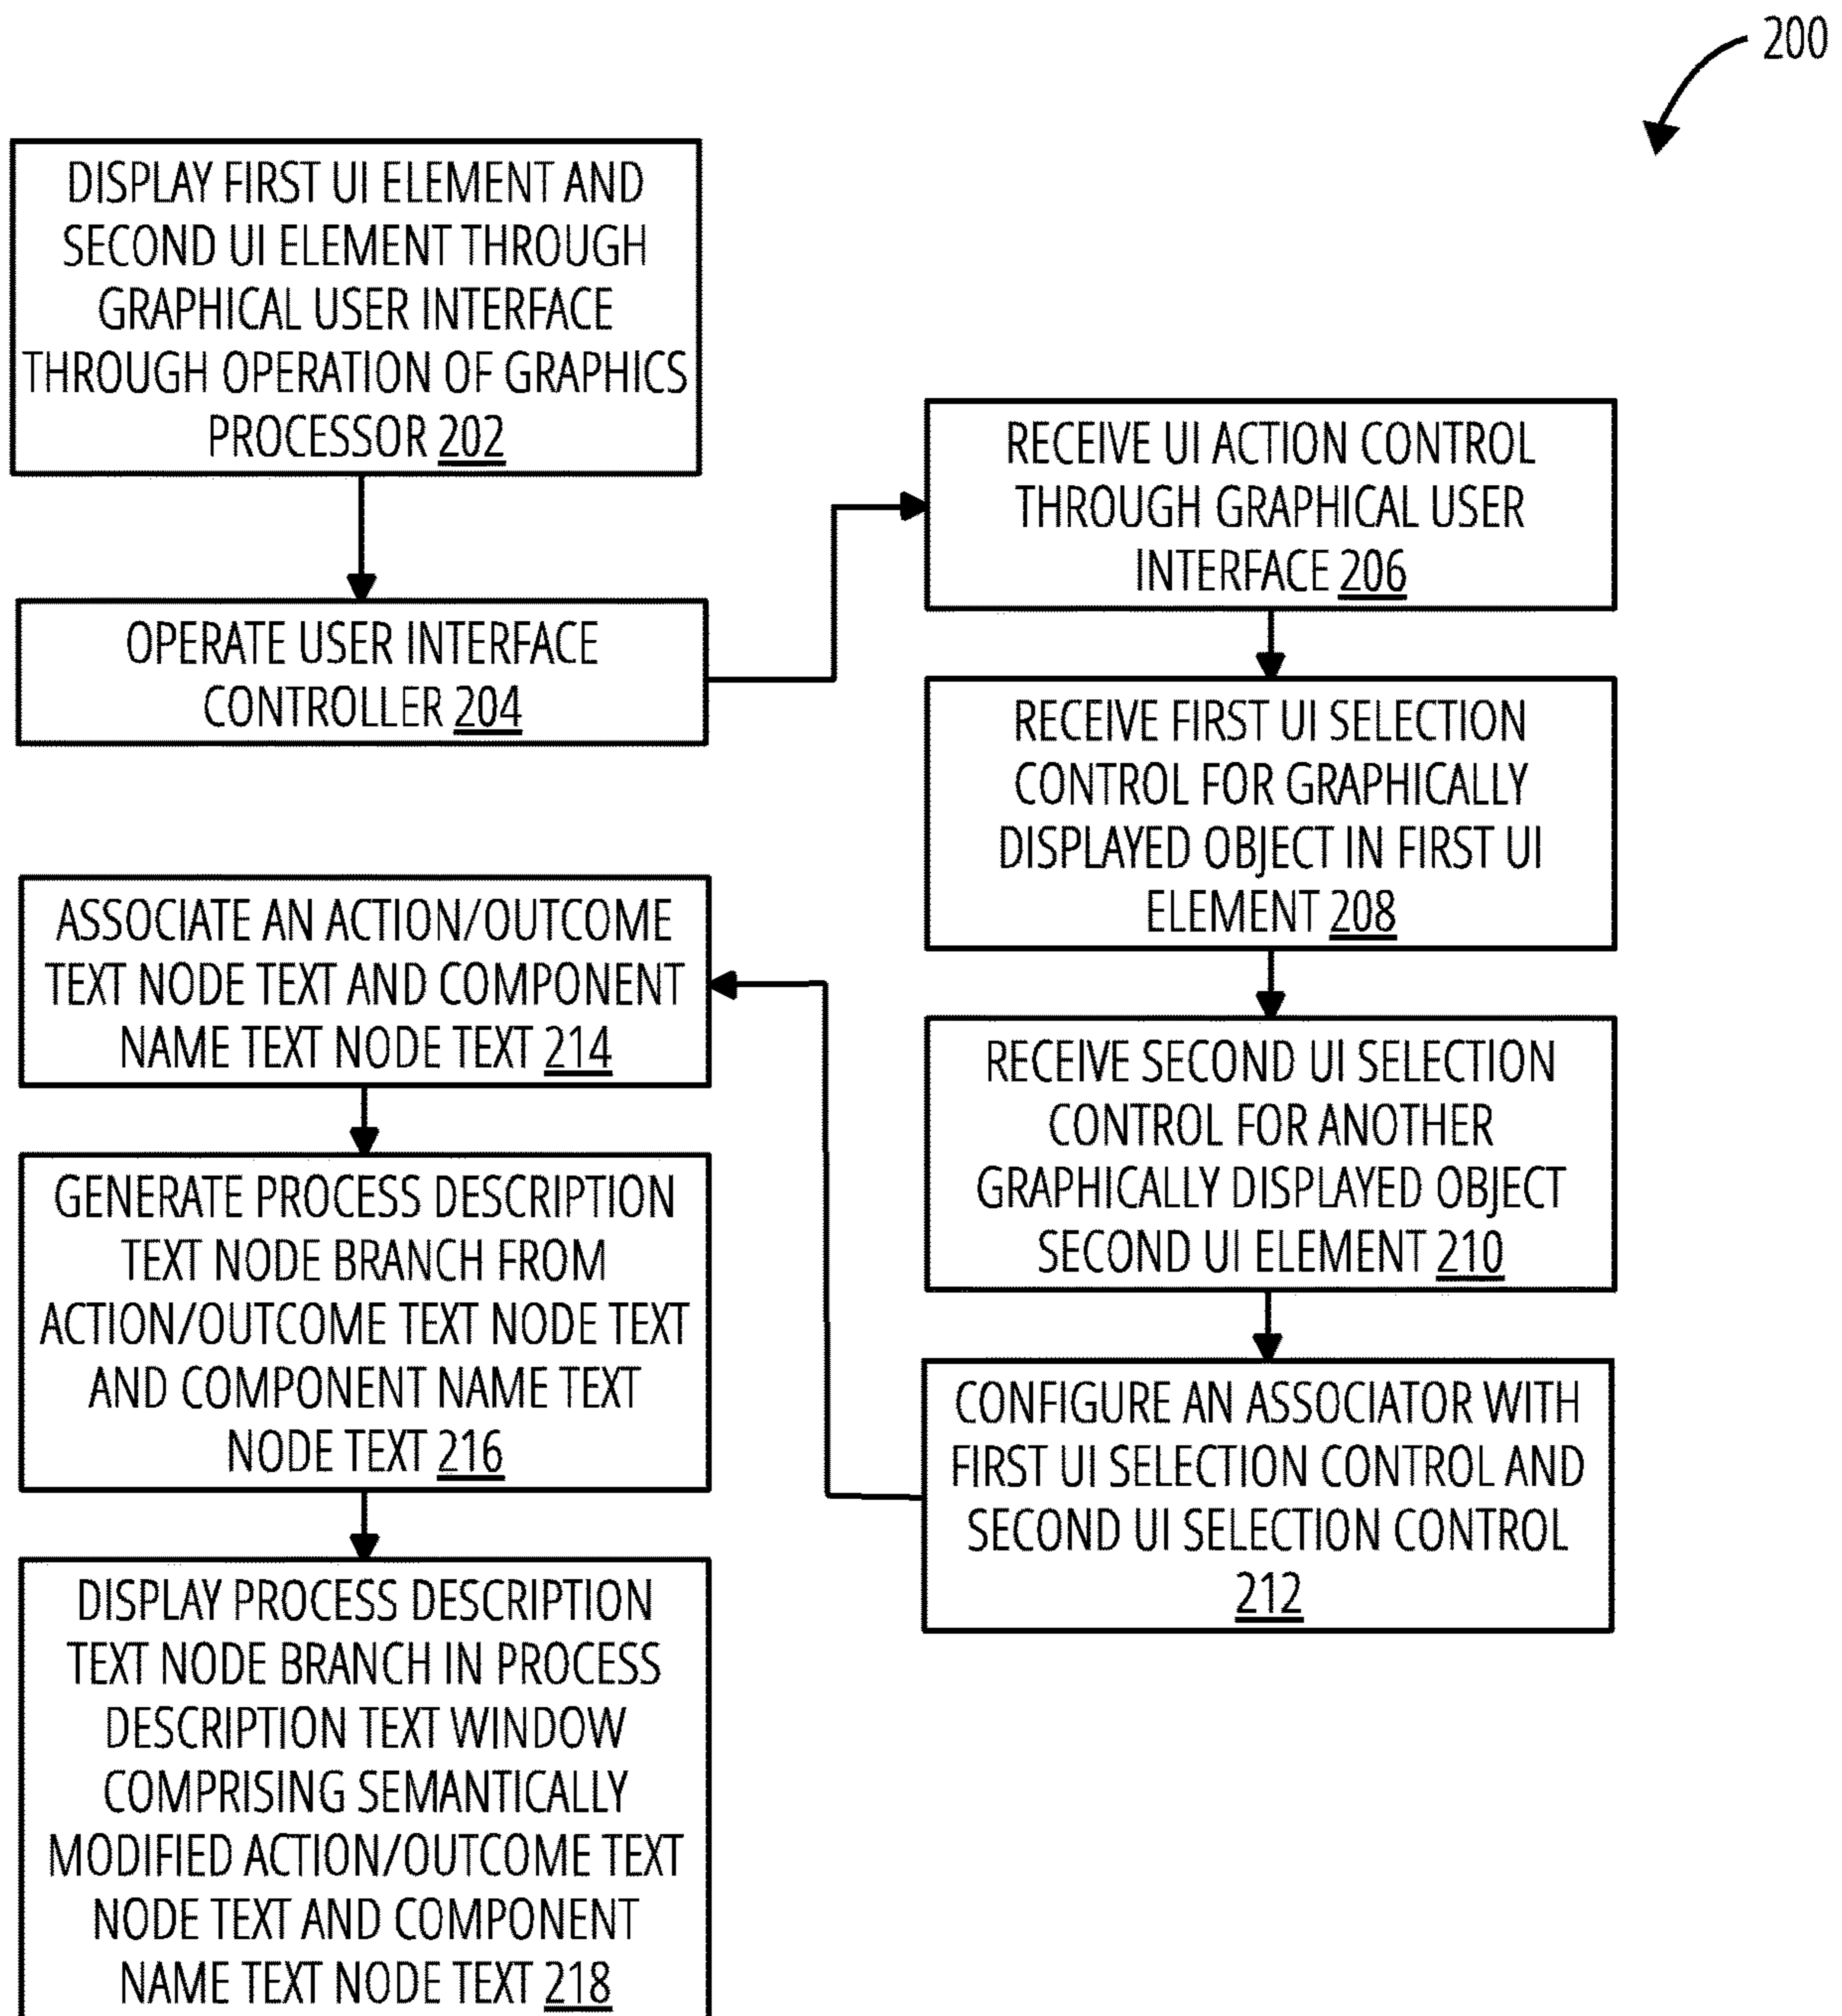 200
DISPLAY FIRST UI ELEMENT AND
SECOND UI ELEMENT THROUGH
GRAPHICAL USER INTERFACE
THROUGH OPERATION OF GRAPHICS
PROCESSOR 202
OPERATE USER INTERFACE
CONTROLLER 204
RECEIVE UI ACTION CONTROL
THROUGH GRAPHICAL USER
INTERFACE 206
RECEIVE FIRST UI SELECTION
CONTROL FOR GRAPHICALLY
DISPLAYED OBJECT IN FIRST UI
ELEMENT 208
RECEIVE SECOND UI SELECTION
CONTROL FOR ANOTHER
GRAPHICALLY DISPLAYED OBJECT
SECOND UI ELEMENT 210
CONFIGURE AN ASSOCIATOR WITH
FIRST UI SELECTION CONTROL AND
SECOND UI SELECTION CONTROL
212
ASSOCIATE AN ACTION/OUTCOME
TEXT NODE TEXT AND COMPONENT
NAME TEXT NODE TEXT 214
GENERATE PROCESS DESCRIPTION
TEXT NODE BRANCH FROM
ACTION/OUTCOME TEXT NODE TEXT
AND COMPONENT NAME TEXT
NODE TEXT 216
DISPLAY PROCESS DESCRIPTION
TEXT NODE BRANCH IN PROCESS
DESCRIPTION TEXT WINDOW
COMPRISING SEMANTICALLY
MODIFIED ACTION/OUTCOME TEXT
NODE TEXT AND COMPONENT
NAME TEXT NODE TEXT 218